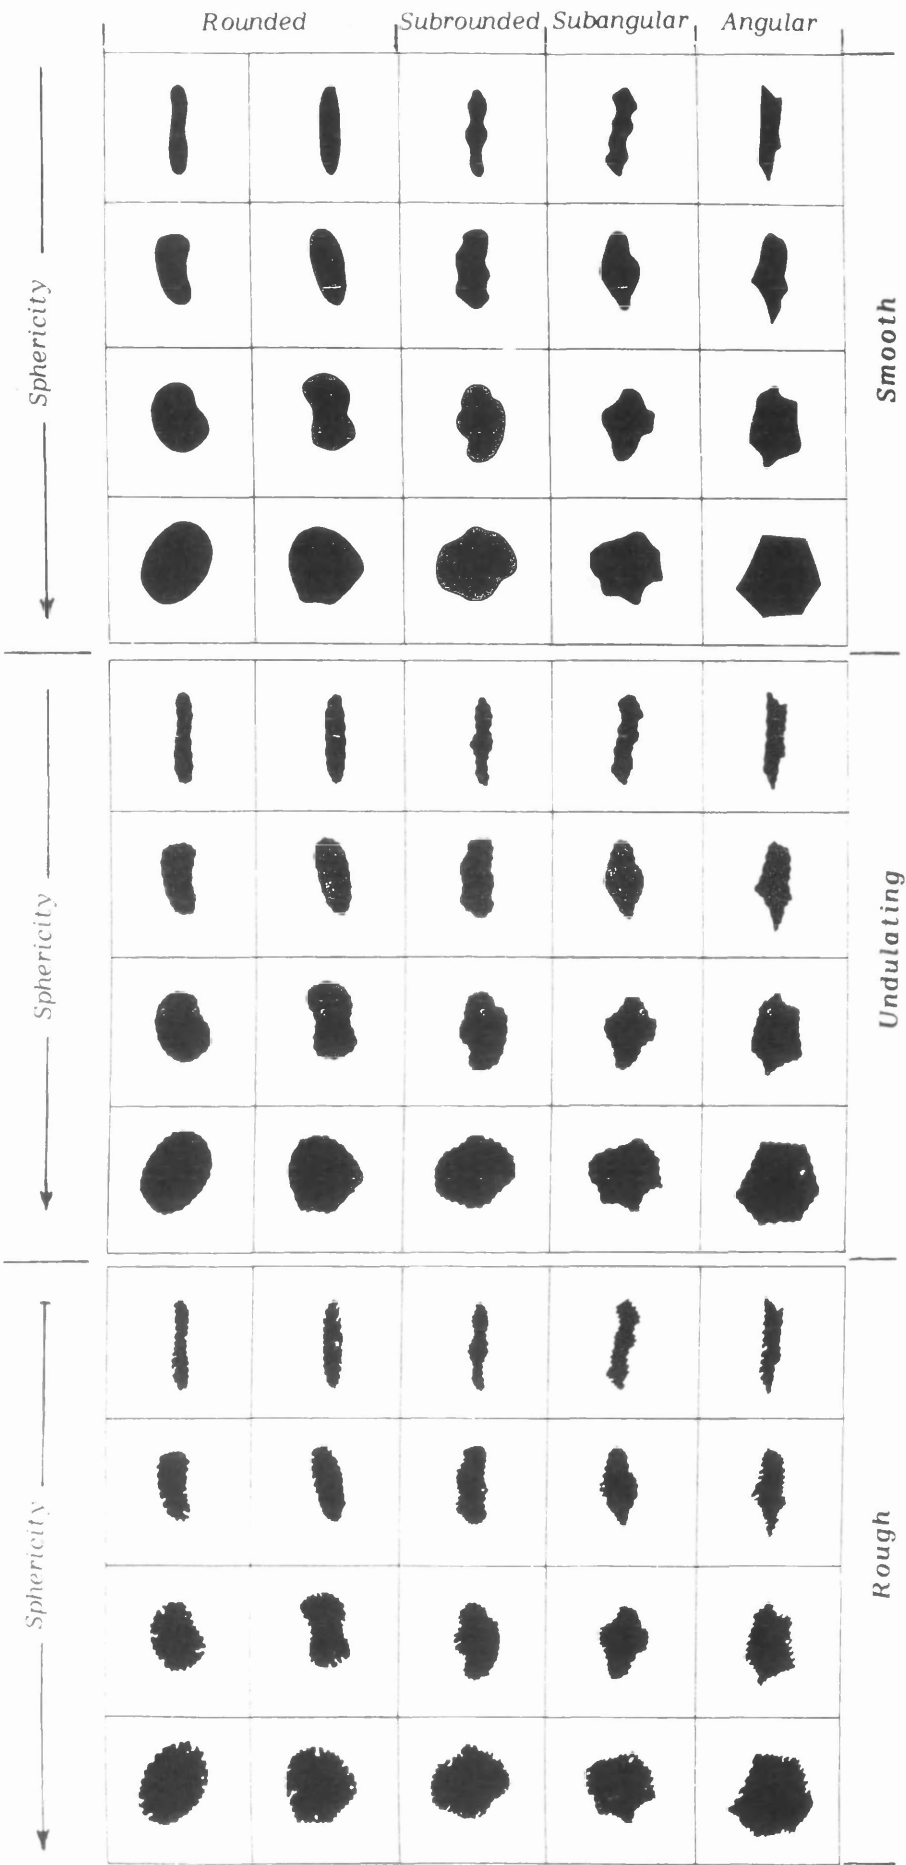 Rounded
Subrounded
Subangular
Angular
Sphericity
Smooth
Sphericity
Undulating
Sphericity
Rough